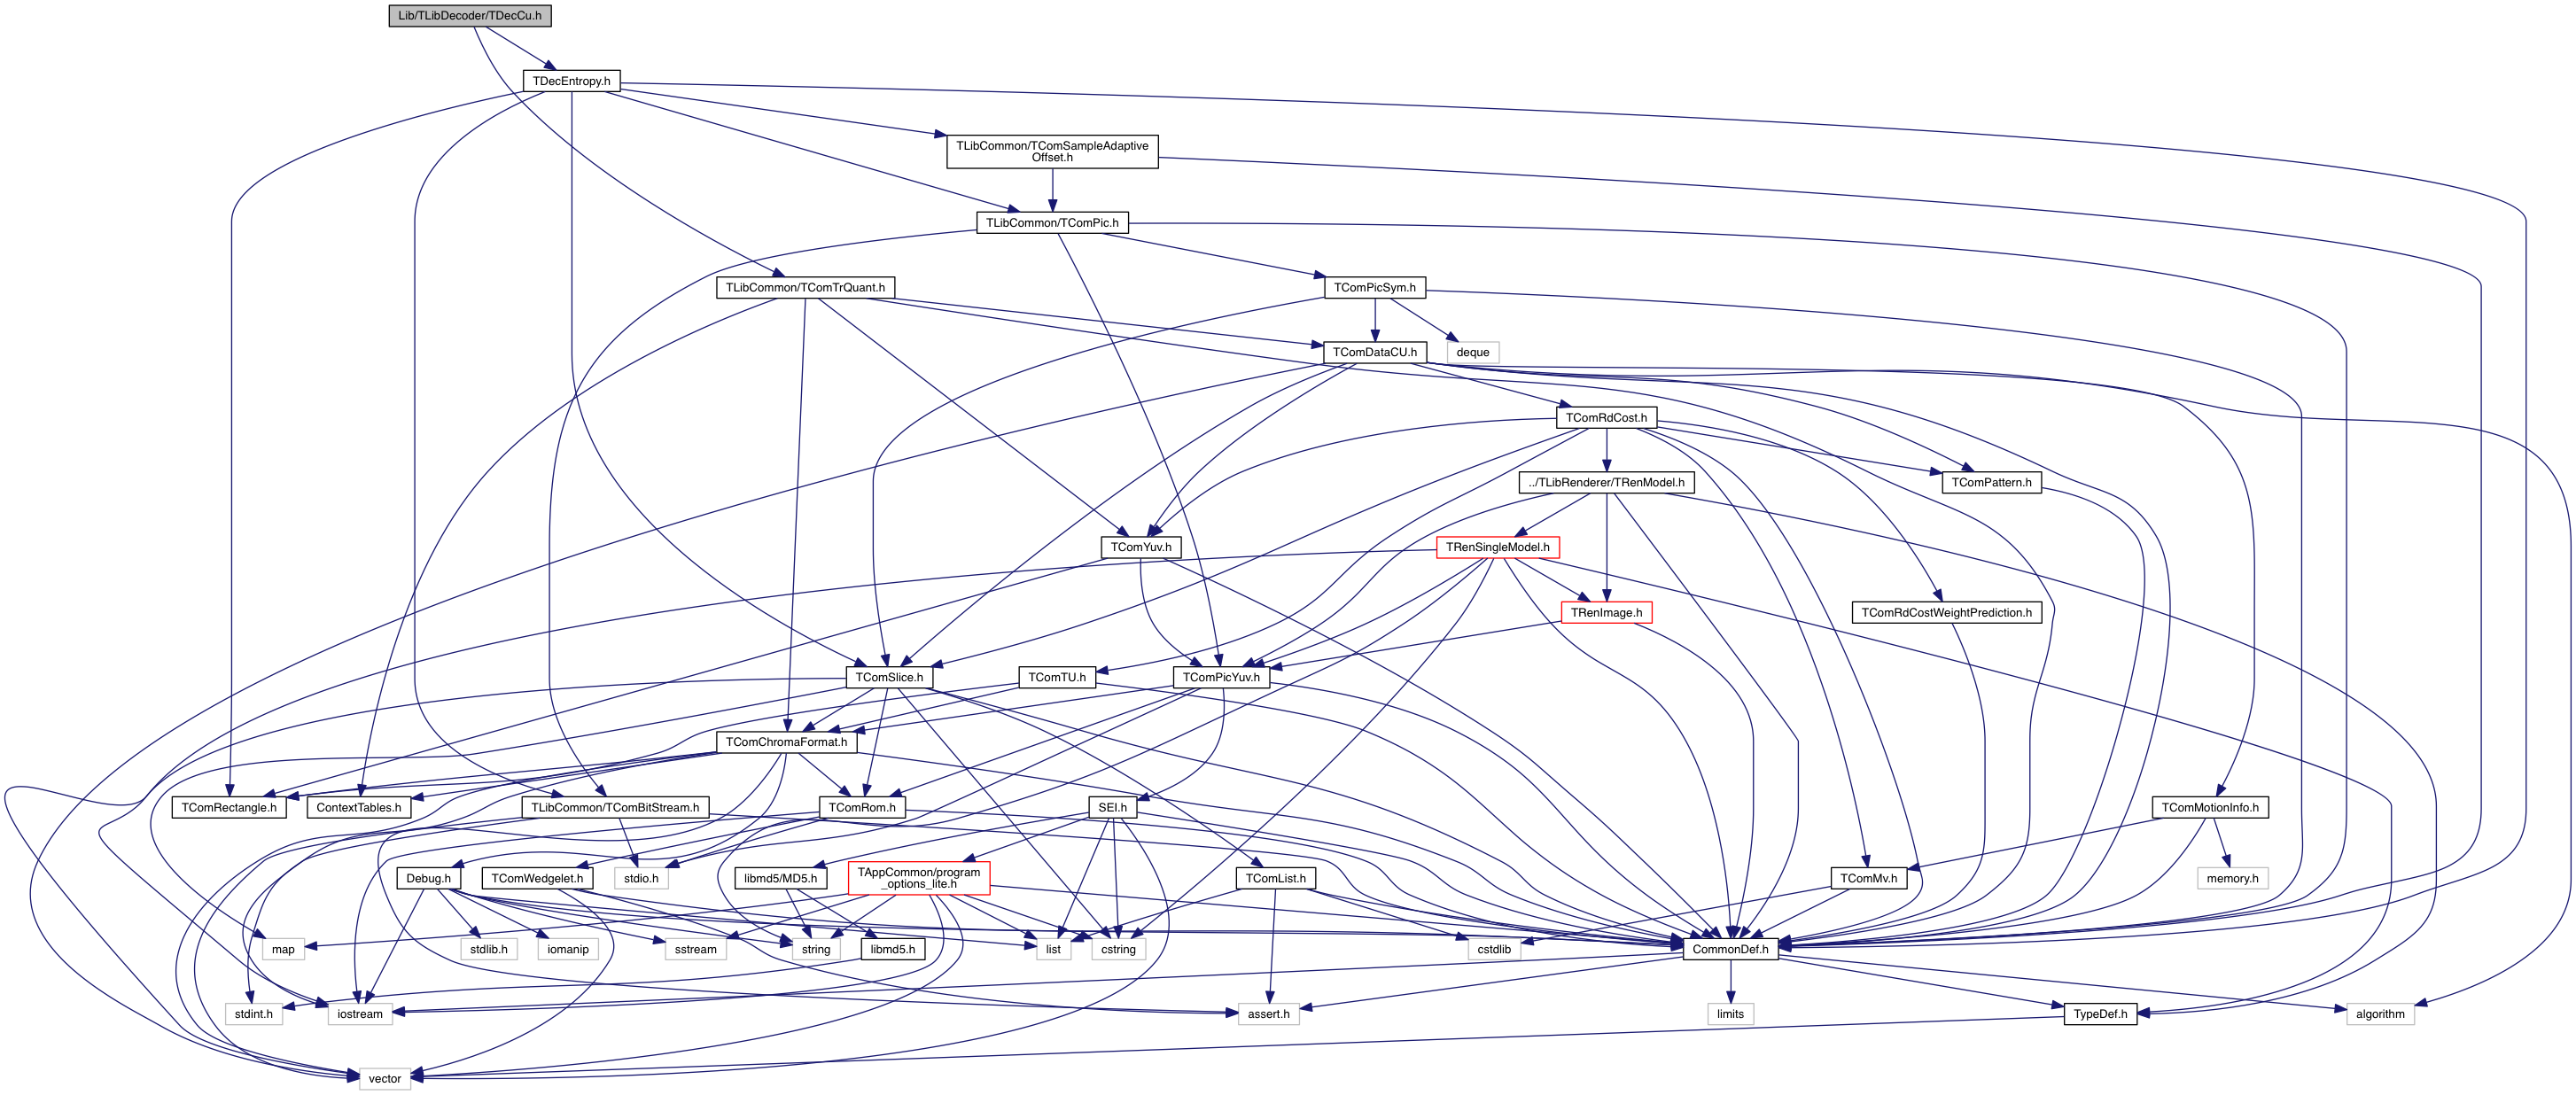 Lib/TLibDecoder/TDecCu.h
TDecEntropy.h
TLibCommon/TComSampleAdaptive
Offset.h
TLibCommon/TComPic.h
TLibCommon/TComTrQuant.h
TComPicSym.h
TComDataCU.h
deque
TComRdCost.h
../TLibRenderer/TRenModel.h
TComPattern.h
TComYuv.h
TRenSingleModel.h
TRenImage.h
TComRdCostWeightPrediction.h
TComSlice.h
TComTU.h
TComPicYuv.h
TComChromaFormat.h
TComRectangle.h
ContextTables.h
TLibCommon/TComBitStream.h
TComRom.h
SEI.h
TComMotionInfo.h
Debug.h
TComWedgelet.h
stdio.h
libmd5/MD5.h
TAppCommon/program
_options_lite.h
TComList.h
TComMv.h
memory.h
map
stdlib.h
iomanip
sstream
string
libmd5.h
list
cstring
cstdlib
CommonDef.h
stdint.h
iostream
assert.h
limits
TypeDef.h
algorithm
vector